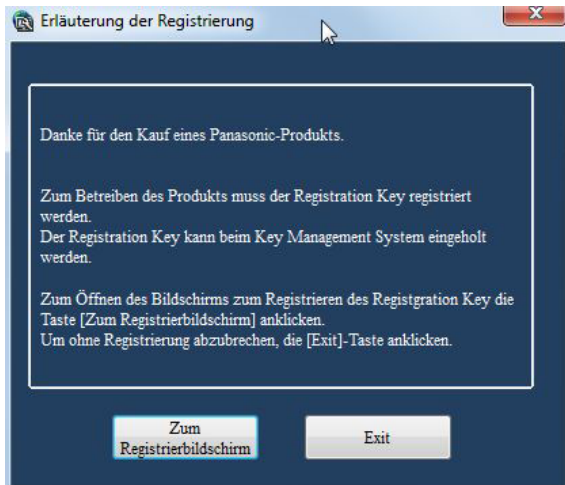 Erläuterung der Registrierung
Danke für den Kauf eines Panasonic-Produkts.
Zum Betreiben des Produkts muss der Registration Key registriert
werden.
Der Registration Key kann beim Key Management System eingeholt
werden.
Zum Öffnen des Bildschirms zum Registrieren des Registgration Key die
Taste [Zum Registrierbildschirm] anklicken.
Um ohne Registrierung abzubrechen, die [Exit]-Taste anklicken.
Zum
Registrierbildschirm
Exit